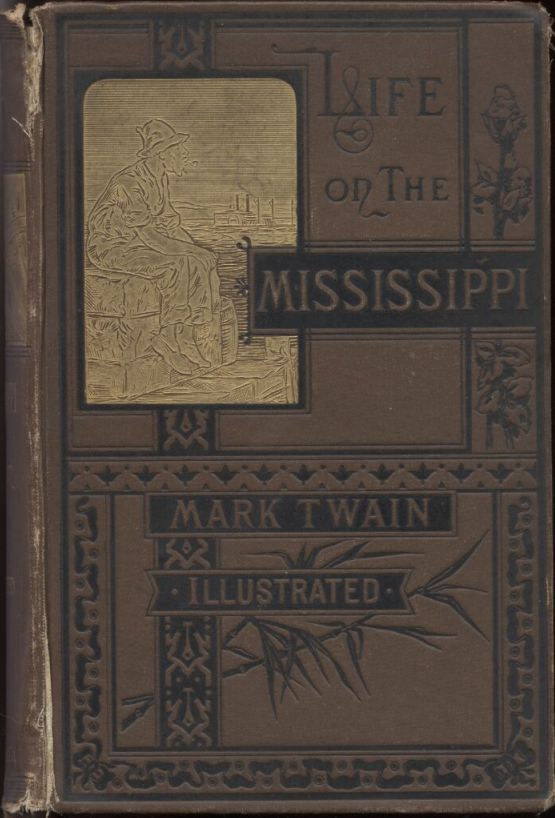 LIFE
ON THE
MISSISSIPPI
MARK TWAIN
· ILLUSTRATED ·